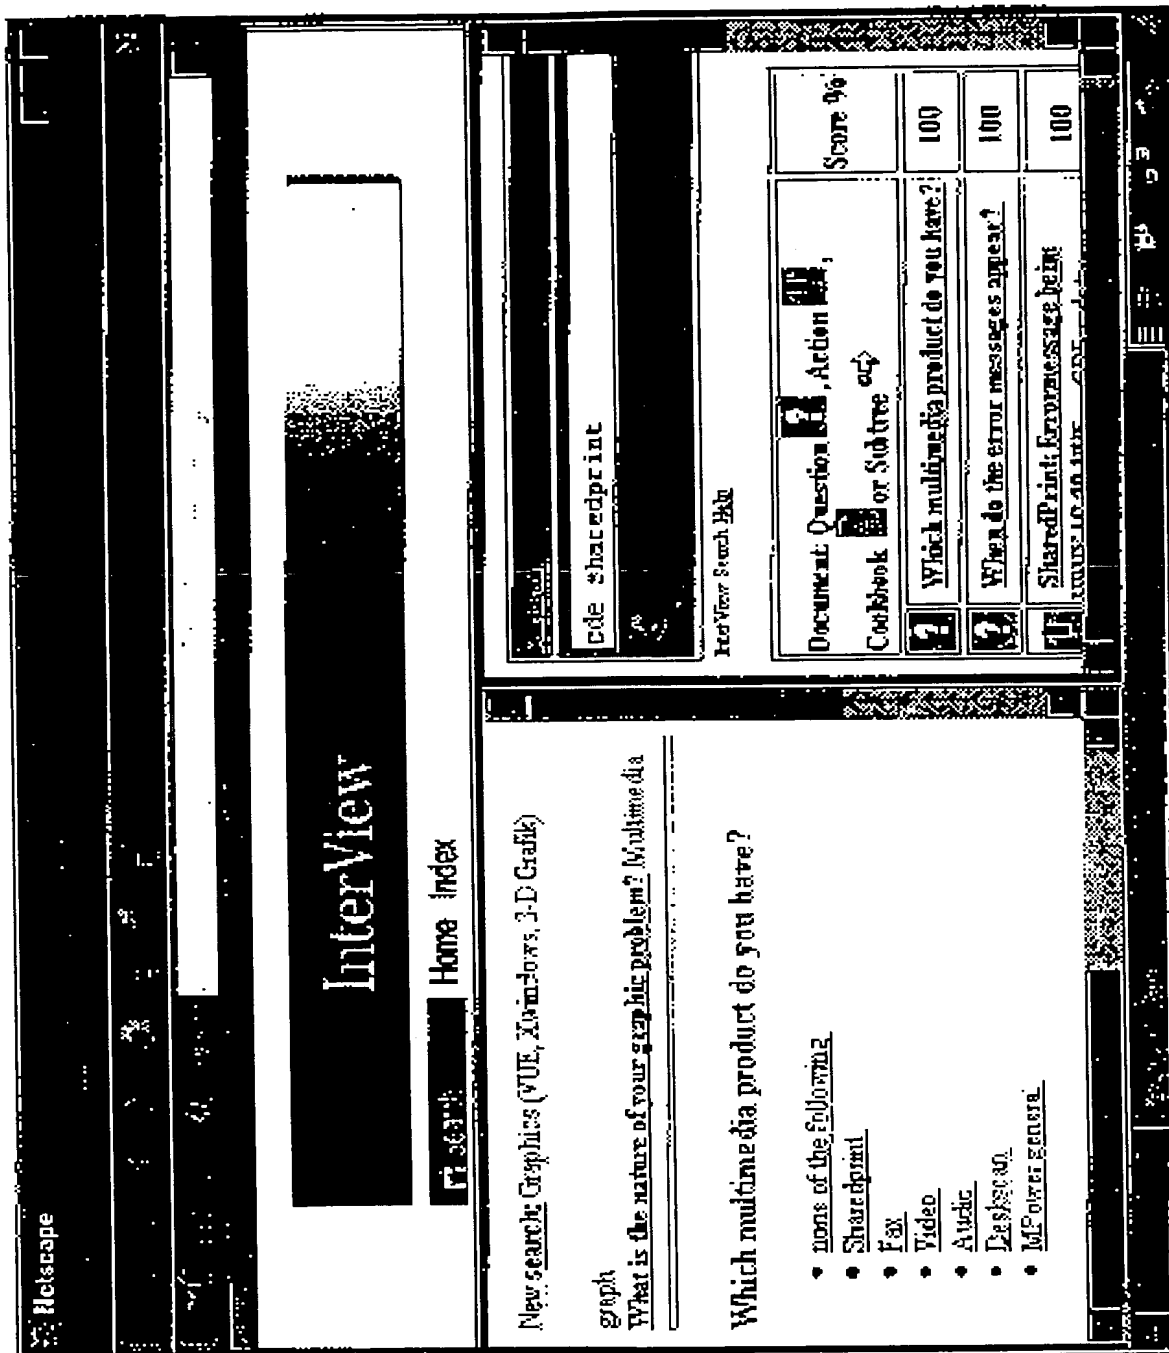 Netscape
InterView
Search Home Index
New search: Graphics (VUE, Xwindows, 3-D Grafik)
graph
What is the nature of your graphic problem? Multimedia
Which multimedia product do you have?
none of the following
Sharedprint
Fax
Video
Audio
Deskscan
MPower general
cde sharedprint
InterView Search Help
Document: Question , Action ,
Cookbook or Subtree
Score %
Which multimedia product do you have? 100
When do the error messages appear? 100
SharedPrint: Errormessage being 100